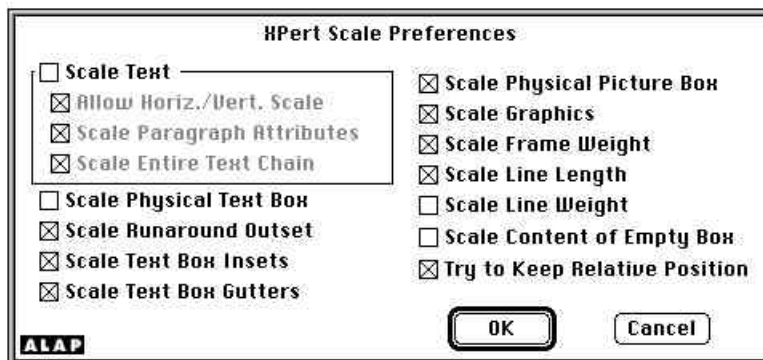 XPert Scale Preferences
Scale Text
Allow Horiz./Vert. Scale
Scale Paragraph Attributes
Scale Entire Text Chain
Scale Physical Text Box
Scale Runaround Outset
Scale Text Box Insets
Scale Text Box Gutters
Scale Physical Picture Box
Scale Graphics
Scale Frame Weight
Scale Line Length
Scale Line Weight
Scale Content of Empty Box
Try to Keep Relative Position
OK
Cancel
ALAP